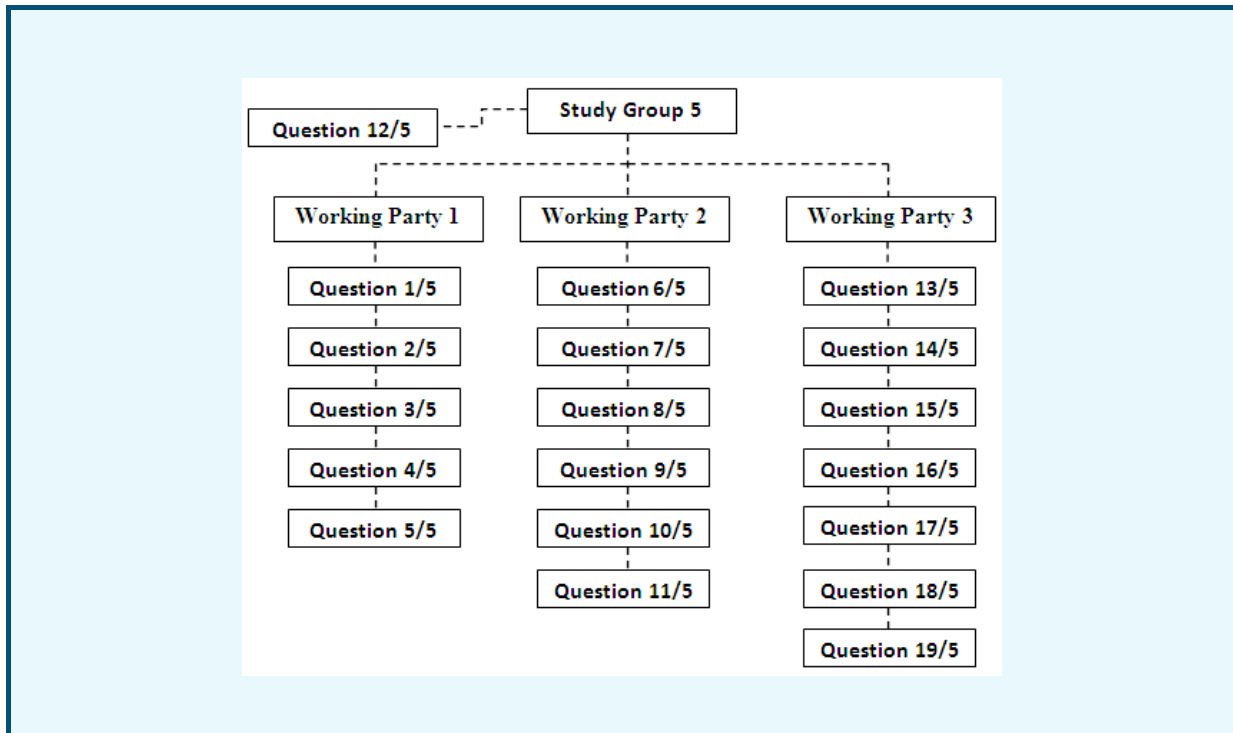 Study Group 5
Question 12/5
Working Party 1
Working Party 2
Working Party 3
Question 1/5
Question 6/5
Question 13/5
Question 2/5
Question 7/5
Question 14/5
Question 3/5
Question 8/5
Question 15/5
Question 4/5
Question 9/5
Question 16/5
Question 5/5
Question 10/5
Question 17/5
Question 11/5
Question 18/5
Question 19/5